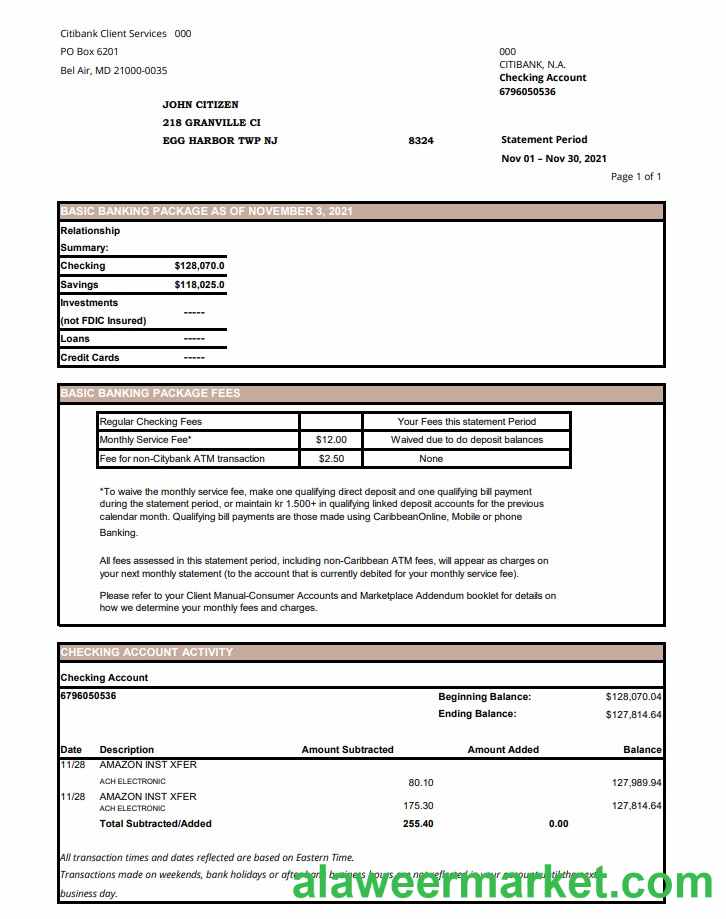 Citibank Client Services 000
PO Box 6201
Bel Air, MD 21000-0035
000
CITIBANK, N.A.
Checking Account
6796050536
JOHN CITIZEN
218 GRANVILLE CI
EGG HARBOR TWP NJ 8324
Statement Period
Nov 01 – Nov 30, 2021
Page 1 of 1
BASIC BANKING PACKAGE AS OF NOVEMBER 3, 2021
Relationship
Summary:
Checking $128,070.0
Savings $118,025.0
Investments
(not FDIC Insured) -----
Loans -----
Credit Cards -----
BASIC BANKING PACKAGE FEES
Regular Checking Fees Your Fees this statement Period
Monthly Service Fee* $12.00 Waived due to do deposit balances
Fee for non-Citybank ATM transaction $2.50 None
*To waive the monthly service fee, make one qualifying direct deposit and one qualifying bill payment
during the statement period, or maintain kr 1.500+ in qualifying linked deposit accounts for the previous
calendar month. Qualifying bill payments are those made using CaribbeanOnline, Mobile or phone
Banking.
All fees assessed in this statement period, including non-Caribbean ATM fees, will appear as charges on
your next monthly statement (to the account that is currently debited for your monthly service fee).
Please refer to your Client Manual-Consumer Accounts and Marketplace Addendum booklet for details on
how we determine your monthly fees and charges.
CHECKING ACCOUNT ACTIVITY
Checking Account
6796050536
Beginning Balance: $128,070.04
Ending Balance: $127,814.64
Date Description Amount Subtracted Amount Added Balance
11/28 AMAZON INST XFER
ACH ELECTRONIC 80.10 127,989.94
11/28 AMAZON INST XFER
ACH ELECTRONIC 175.30 127,814.64
Total Subtracted/Added 255.40 0.00
All transaction times and dates reflected are based on Eastern Time.
Transactions made on weekends, bank holidays or after bank business hours are not reflected in your account until the next
business day.
alaweermarket.com